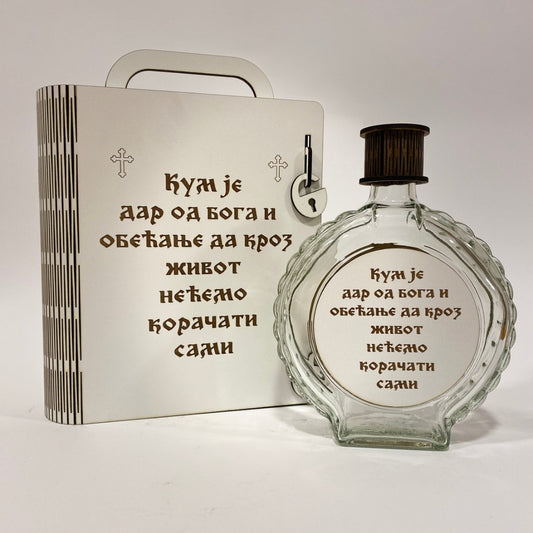 Кум је
дар од Бога и
обећање да кроз
живот
нећемо
корачати
сами
Кум је
дар од Бога и
обећање да кроз
живот
нећемо
корачати
сами